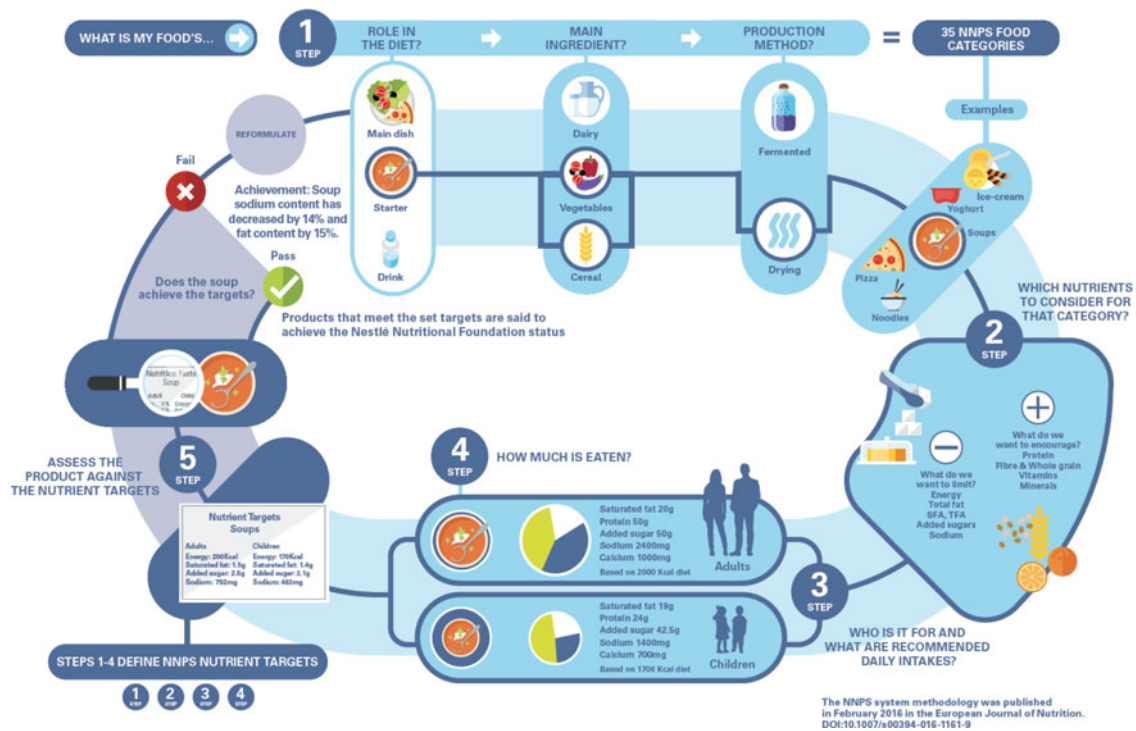 WHAT IS MY FOOD'S...
1
STEP
ROLE IN
THE DIET?
MAIN
INGREDIENT?
PRODUCTION
METHOD?
=
35 NNPS FOOD
CATEGORIES
Examples
REFORMULATE
Fail
Achievement: Soup
sodium content has
decreased by 14% and
fat content by 15%.
Pass
Does the soup
achieve the targets?
Products that meet the set targets are said to
achieve the Nestlé Nutritional Foundation status
Main dish
Starter
Drink
Dairy
Vegetables
Cereal
Fermented
Drying
Ice-cream
Yoghurt
Soups
Pizza
Noodles
WHICH NUTRIENTS
TO CONSIDER FOR
THAT CATEGORY?
2
STEP
What do we
want to limit?
Energy
Total fat
SFA, TFA
Added sugars
Sodium
What do we
want to encourage?
Protein
Fibre & Whole grain
Vitamins
Minerals
3
STEP
WHO IS IT FOR AND
WHAT ARE RECOMMENDED
DAILY INTAKES?
4
STEP
HOW MUCH IS EATEN?
Saturated fat 20g
Protein 50g
Added sugar 50g
Sodium 2400mg
Calcium 1000mg
Based on 2000 Kcal diet
Adults
Saturated fat 19g
Protein 24g
Added sugar 42.5g
Sodium 1400mg
Calcium 700mg
Based on 1700 Kcal diet
Children
Nutrition Facts
Soup
Adult Child
5
STEP
ASSESS THE
PRODUCT AGAINST
THE NUTRIENT TARGETS
Nutrient Targets
Soups
Adults
Energy: 200Kcal
Saturated fat: 1.5g
Added sugar: 2.5g
Sodium: 792mg
Children
Energy: 170Kcal
Saturated fat: 1.4g
Added sugar: 2.1g
Sodium: 462mg
STEPS 1-4 DEFINE NNPS NUTRIENT TARGETS
1
STEP
2
STEP
3
STEP
4
STEP
The NNPS system methodology was published
in February 2016 in the European Journal of Nutrition.
DOI:10.1007/s00394-016-1161-9